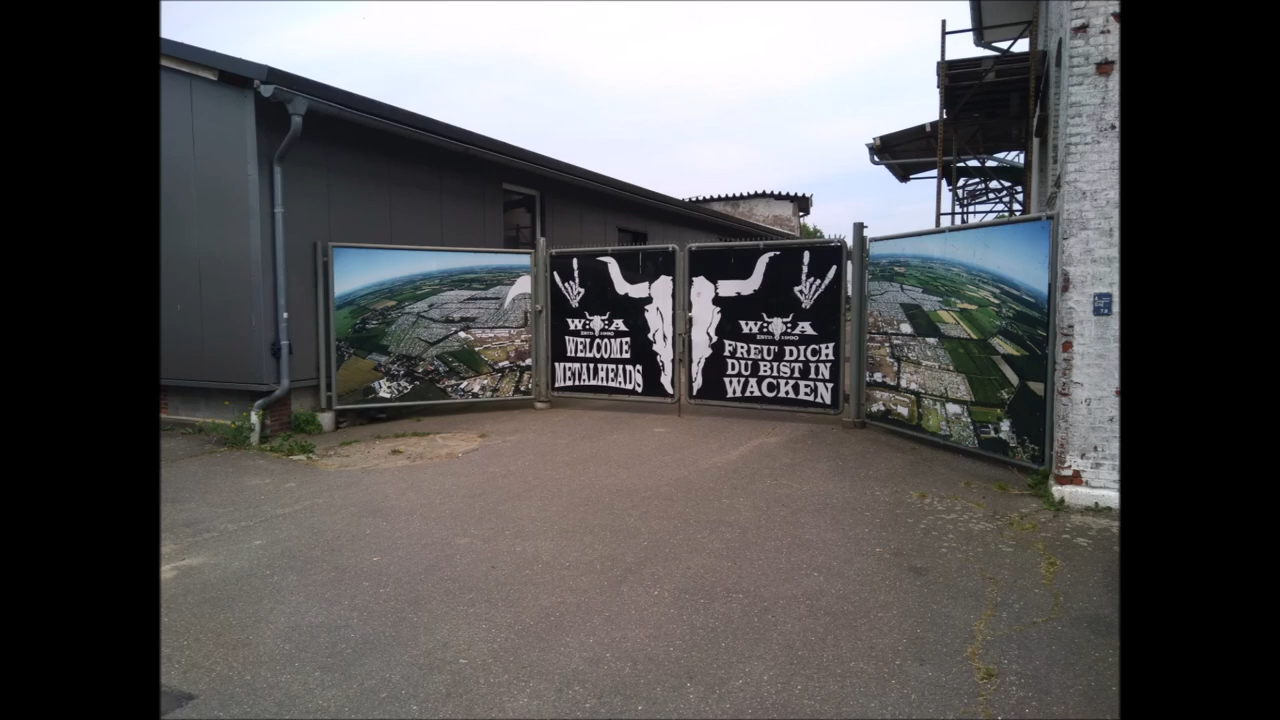 W:O:A
ESTD 1990
WELCOME
METALHEADS
W:O:A
ESTD 1990
FREU' DICH
DU BIST IN
WACKEN